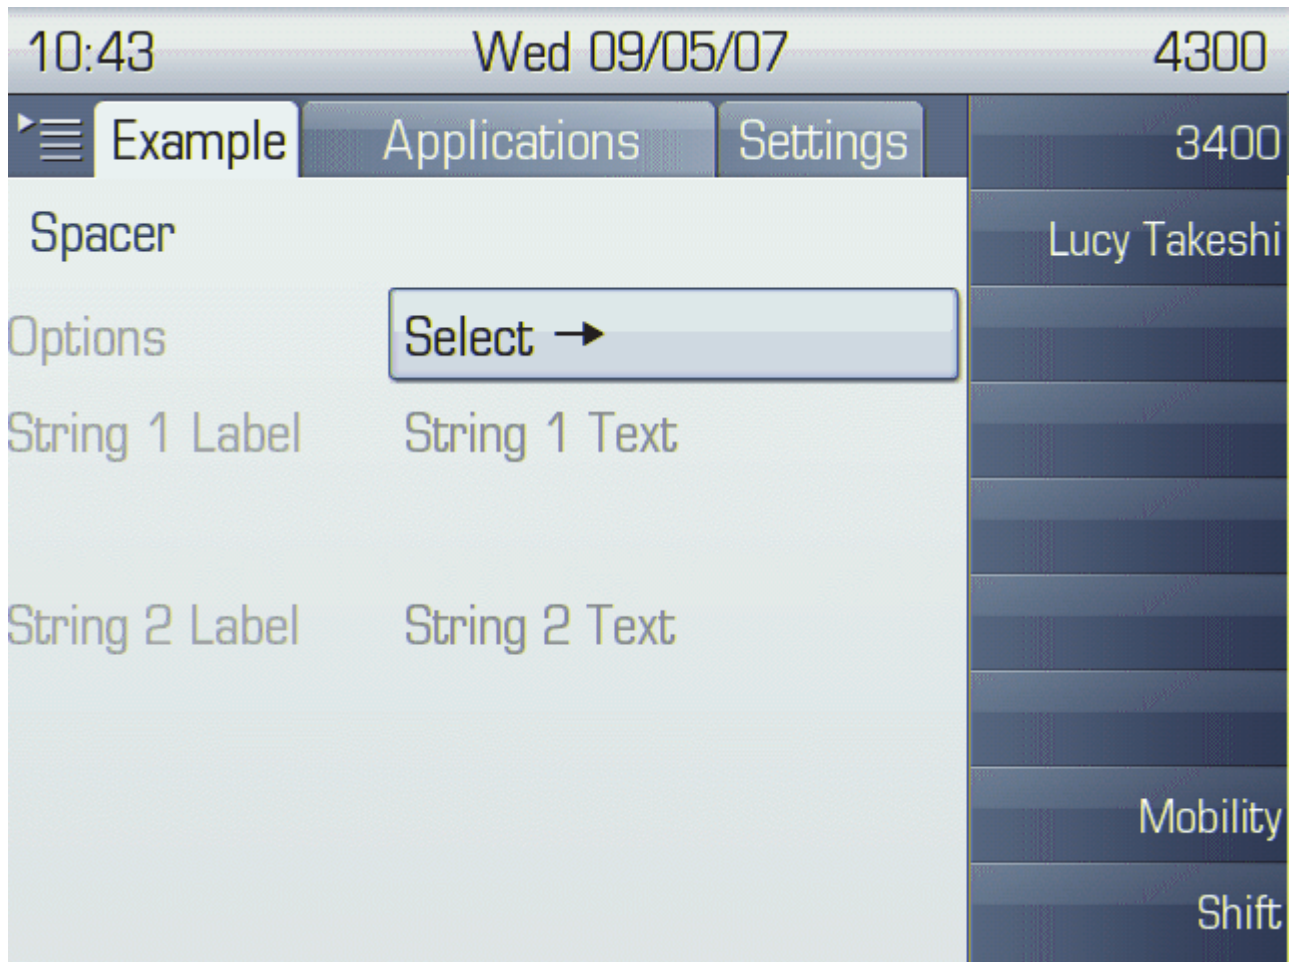 10:43 Wed 09/05/07 4300
Example Applications Settings
3400
Spacer
Lucy Takeshi
Options Select →
String 1 Label String 1 Text
String 2 Label String 2 Text
Mobility
Shift